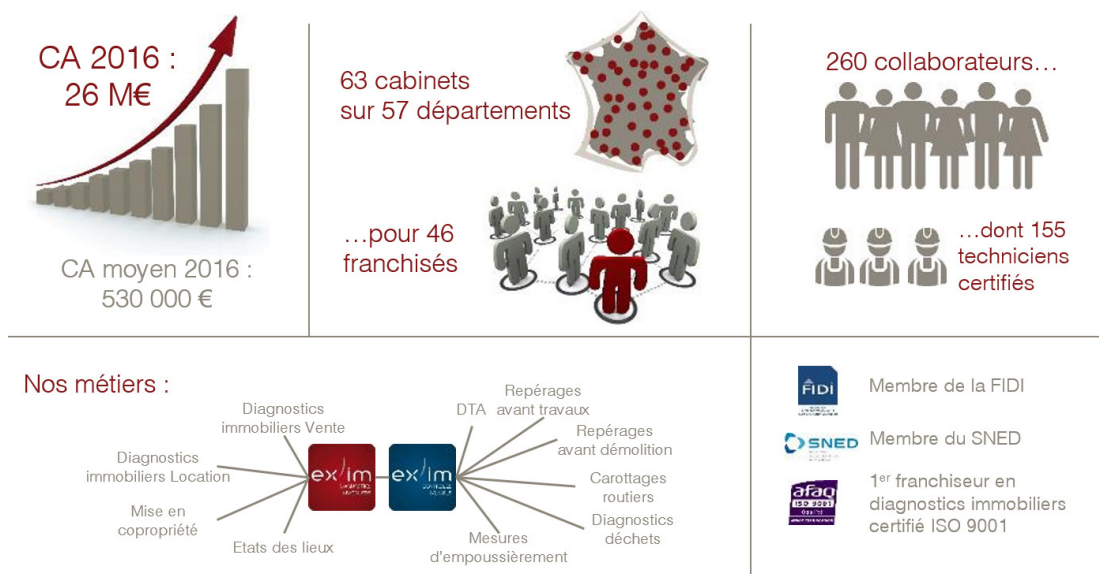 CA 2016 :
26 M€
CA moyen 2016 :
530 000 €
63 cabinets
sur 57 départements
…pour 46
franchisés
260 collaborateurs…
…dont 155
techniciens
certifiés
Nos métiers :
Diagnostics
immobiliers Vente
Diagnostics
immobiliers Location
Mise en
copropriété
Etats des lieux
ex'im
ex'im
DTA
Repérages
avant travaux
Repérages
avant démolition
Carottages
routiers
Diagnostics
déchets
Mesures
d'empoussièrement
FIDI
Membre de la FIDI
SNED
Membre du SNED
afaq
ISO 9001
1er franchiseur en
diagnostics immobiliers
certifié ISO 9001